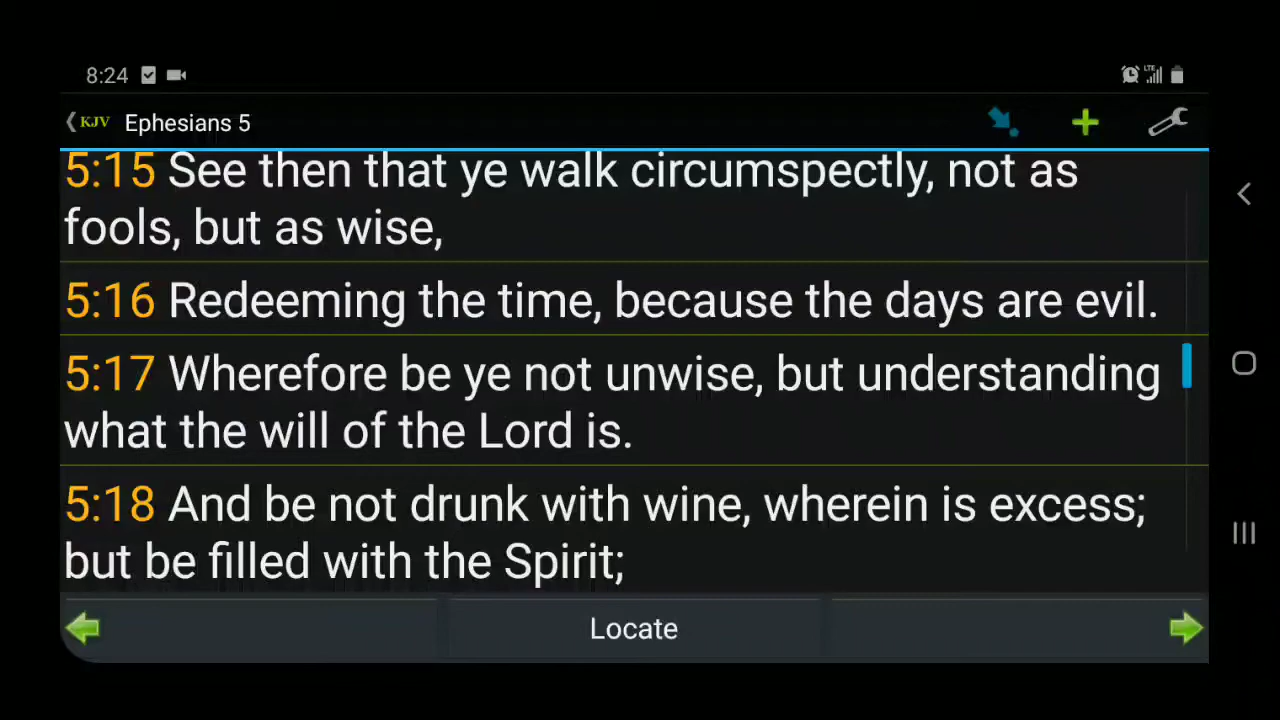 8:24
KJV Ephesians 5
5:15 See then that ye walk circumspectly, not as
fools, but as wise,
5:16 Redeeming the time, because the days are evil.
5:17 Wherefore be ye not unwise, but understanding
what the will of the Lord is.
5:18 And be not drunk with wine, wherein is excess;
but be filled with the Spirit;
Locate